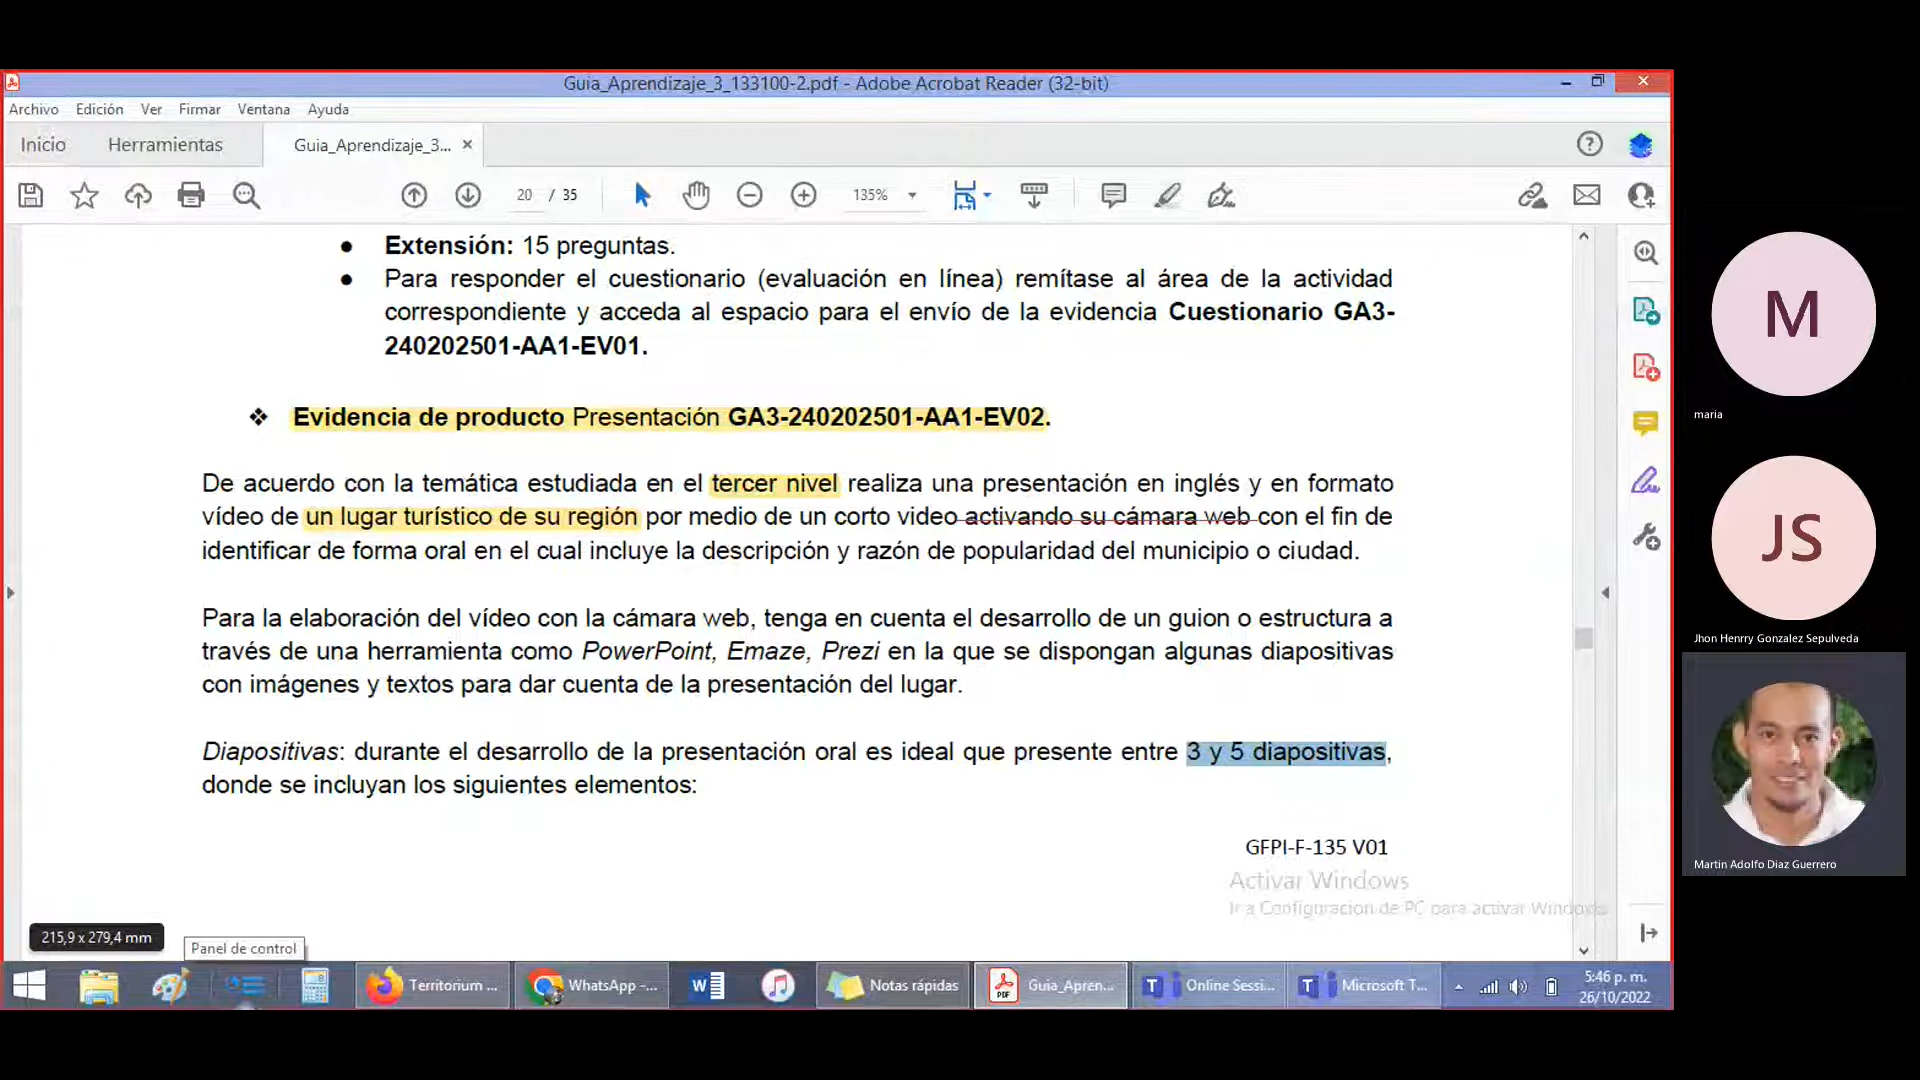 Guia_Aprendizaje_3_133100-2.pdf - Adobe Acrobat Reader (32-bit)
Archivo Edición Ver Firmar Ventana Ayuda
Inicio Herramientas Guia_Aprendizaje_3... ×
20 / 35 135%
● Extensión: 15 preguntas.
● Para responder el cuestionario (evaluación en línea) remítase al área de la actividad
correspondiente y acceda al espacio para el envío de la evidencia Cuestionario GA3-
240202501-AA1-EV01.
❖ Evidencia de producto Presentación GA3-240202501-AA1-EV02.
De acuerdo con la temática estudiada en el tercer nivel realiza una presentación en inglés y en formato
vídeo de un lugar turístico de su región por medio de un corto video activando su cámara web con el fin de
identificar de forma oral en el cual incluye la descripción y razón de popularidad del municipio o ciudad.
Para la elaboración del vídeo con la cámara web, tenga en cuenta el desarrollo de un guion o estructura a
través de una herramienta como PowerPoint, Emaze, Prezi en la que se dispongan algunas diapositivas
con imágenes y textos para dar cuenta de la presentación del lugar.
Diapositivas: durante el desarrollo de la presentación oral es ideal que presente entre 3 y 5 diapositivas,
donde se incluyan los siguientes elementos:
GFPI-F-135 V01
Activar Windows
Ir a Configuración de PC para activar Windows.
215,9 x 279,4 mm
Panel de control
Territorium ...
WhatsApp -...
Notas rápidas
PDF
Guia_Apren...
Online Sessi...
Microsoft T...
5:46 p. m.
26/10/2022
M
maria
JS
Jhon Henrry Gonzalez Sepulveda
Martin Adolfo Diaz Guerrero